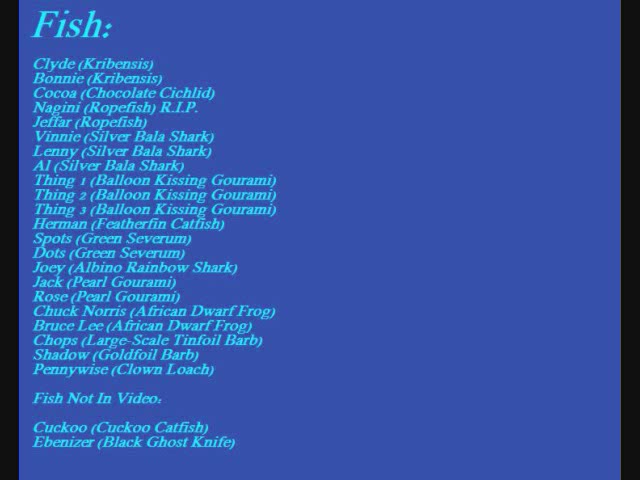 Fish:
Clyde (Kribensis)
Bonnie (Kribensis)
Cocoa (Chocolate Cichlid)
Nagini (Ropefish) R.I.P.
Jeffar (Ropefish)
Vinnie (Silver Bala Shark)
Lenny (Silver Bala Shark)
Al (Silver Bala Shark)
Thing 1 (Balloon Kissing Gourami)
Thing 2 (Balloon Kissing Gourami)
Thing 3 (Balloon Kissing Gourami)
Herman (Featherfin Catfish)
Spots (Green Severum)
Dots (Green Severum)
Joey (Albino Rainbow Shark)
Jack (Pearl Gourami)
Rose (Pearl Gourami)
Chuck Norris (African Dwarf Frog)
Bruce Lee (African Dwarf Frog)
Chops (Large-Scale Tinfoil Barb)
Shadow (Goldfoil Barb)
Pennywise (Clown Loach)
Fish Not In Video:
Cuckoo (Cuckoo Catfish)
Ebenizer (Black Ghost Knife)